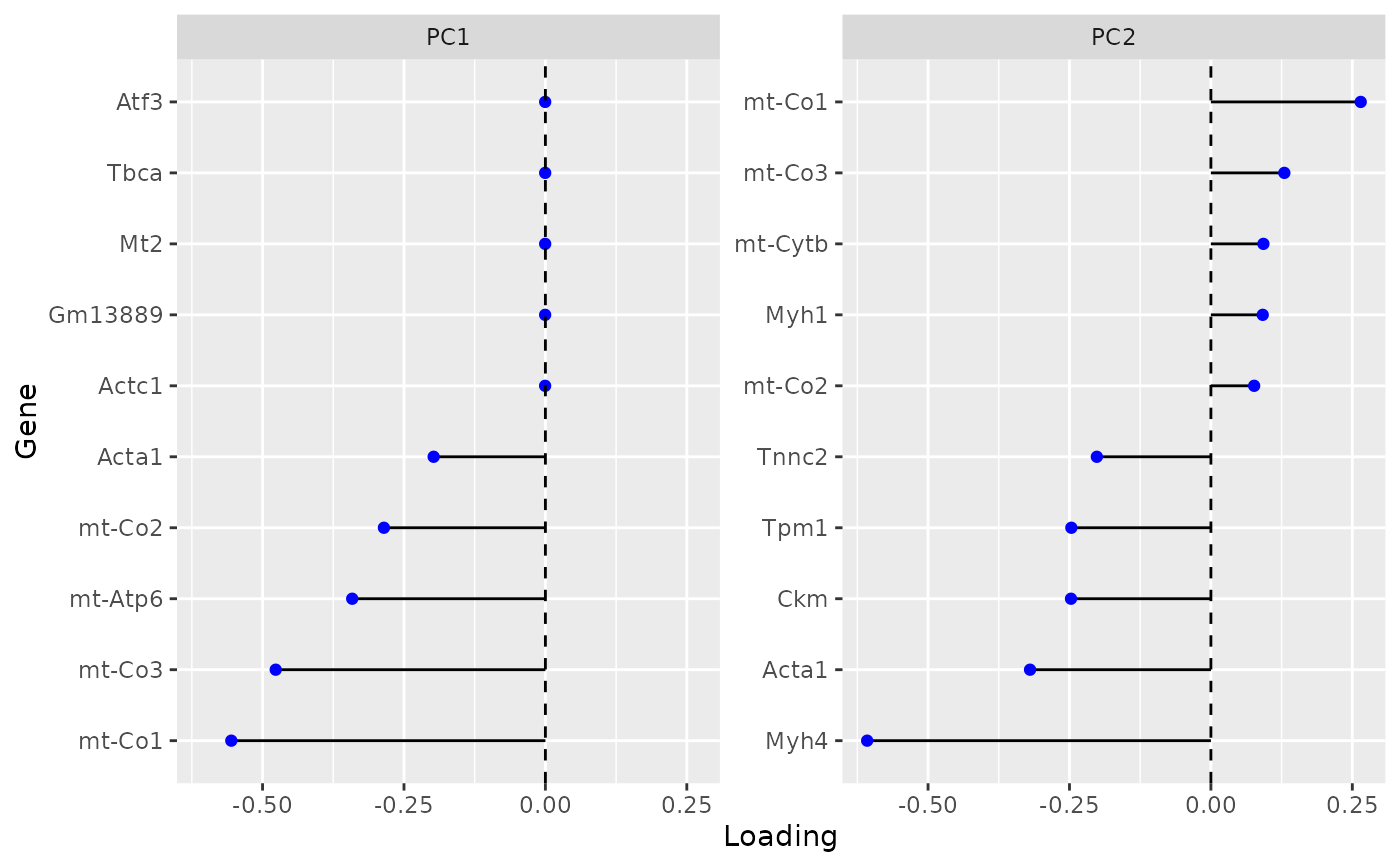 PC1
PC2
Gene
Atf3
Tbca
Mt2
Gm13889
Actc1
Acta1
mt-Co2
mt-Atp6
mt-Co3
mt-Co1
-0.50 -0.25 0.00 0.25
mt-Co1
mt-Co3
mt-Cytb
Myh1
mt-Co2
Tnnc2
Tpm1
Ckm
Acta1
Myh4
-0.50 -0.25 0.00 0.25
Loading